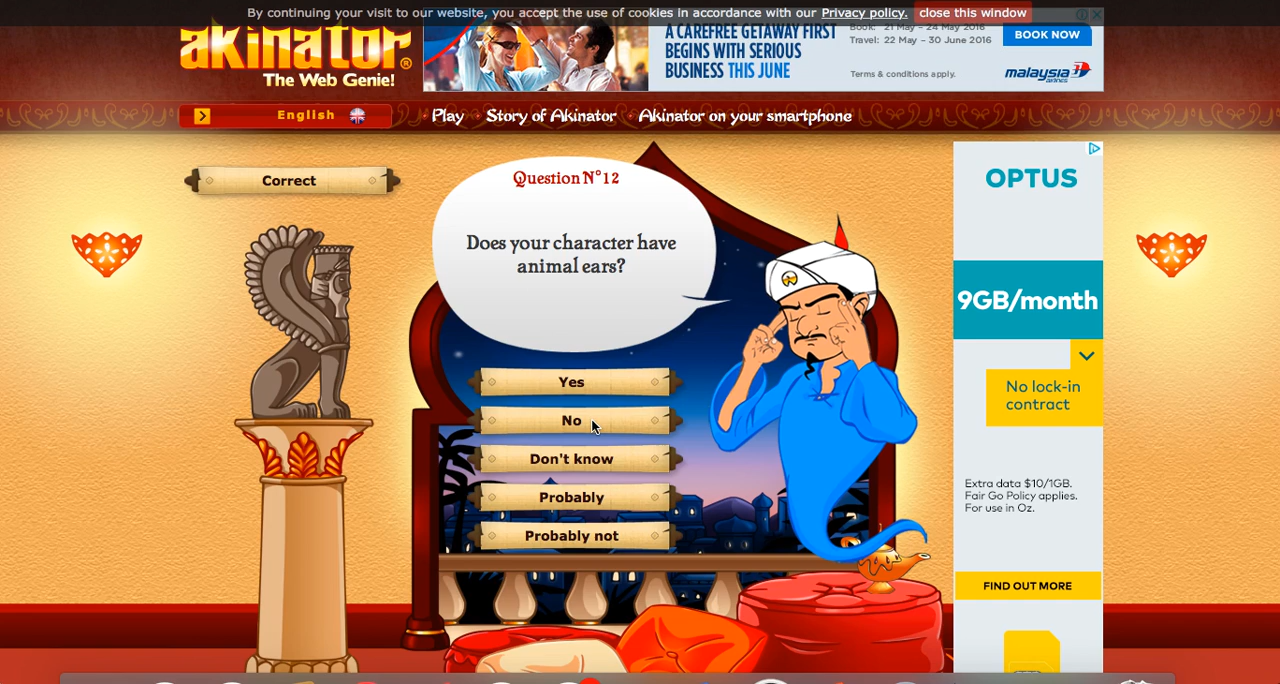 By continuing your visit to our website, you accept the use of cookies in accordance with our Privacy policy. close this window
akinator®
The Web Genie!
A CAREFREE GETAWAY FIRST
BEGINS WITH SERIOUS
BUSINESS THIS JUNE
Book: 21 May – 24 May 2016
Travel: 22 May – 30 June 2016
Terms & conditions apply.
BOOK NOW
malaysia
airlines
English
Play
Story of Akinator
Akinator on your smartphone
Correct
Question N°12
Does your character have
animal ears?
Yes
No
Don't know
Probably
Probably not
OPTUS
9GB/month
No lock-in
contract
Extra data $10/1GB.
Fair Go Policy applies.
For use in Oz.
FIND OUT MORE